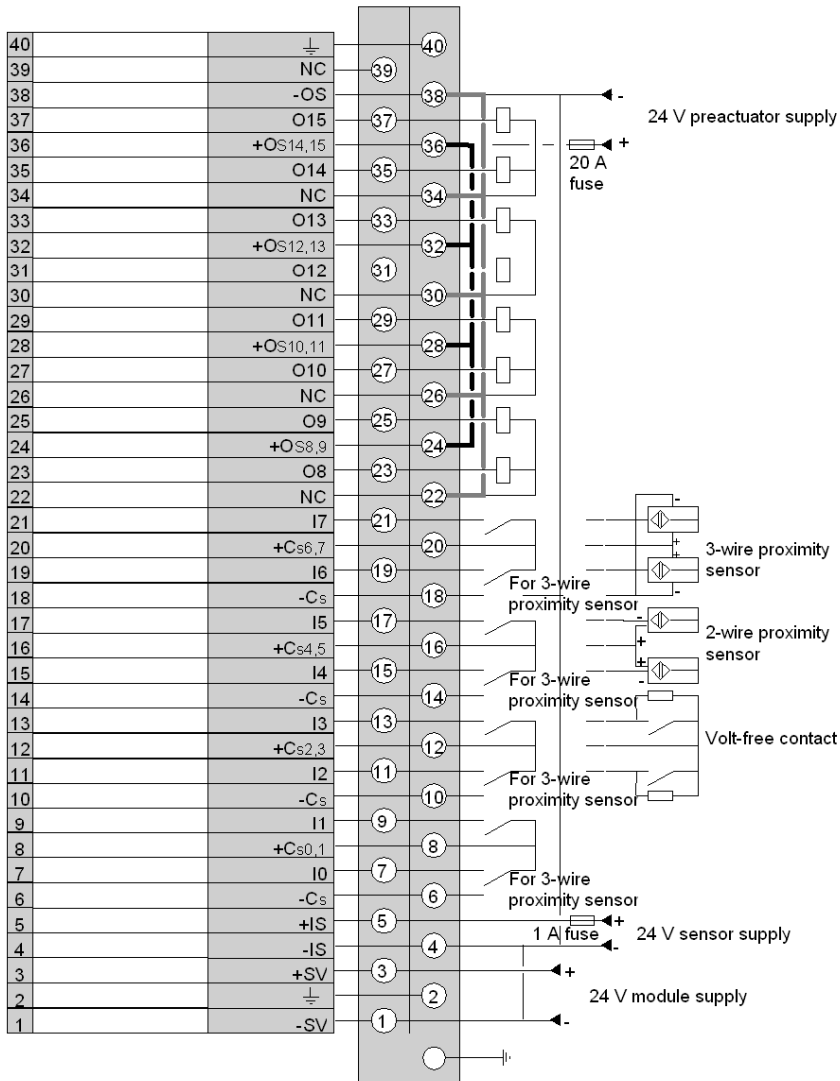 40 ⏚ 40
39 NC 39
38 -OS 38 -
24 V preactuator supply
37 O15 37
36 +OS14,15 36 +
20 A
fuse
35 O14 35
34 NC 34
33 O13 33
32 +OS12,13 32
31 O12 31
30 NC 30
29 O11 29
28 +OS10,11 28
27 O10 27
26 NC 26
25 O9 25
24 +OS8,9 24
23 O8 23
22 NC 22
-
21 I7 21
+
20 +Cs6,7 20
3-wire proximity
sensor
+
19 I6 19
18 -Cs 18
For 3-wire
proximity sensor
-
17 I5 17
-
16 +Cs4,5 16
+
2-wire proximity
sensor
+
15 I4 15
-
14 -Cs 14
For 3-wire
proximity sensor
13 I3 13
12 +Cs2,3 12
Volt-free contact
11 I2 11
10 -Cs 10
For 3-wire
proximity sensor
9 I1 9
8 +Cs0,1 8
7 I0 7
6 -Cs 6
For 3-wire
proximity sensor
5 +IS 5 +
1 A fuse
24 V sensor supply
4 -IS 4 -
3 +SV 3 +
2 ⏚ 2
24 V module supply
1 -SV 1 -